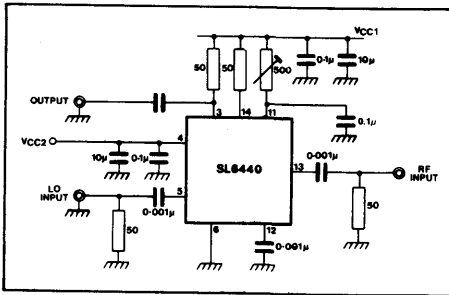 VCC1
50
50
500
0·1µ
10µ
OUTPUT
3
14
11
0.1µ
VCC2
4
10µ
0·1µ
SL6440
13
0·001µ
RF
INPUT
LO
INPUT
5
0·001µ
50
6
12
0·001µ
50